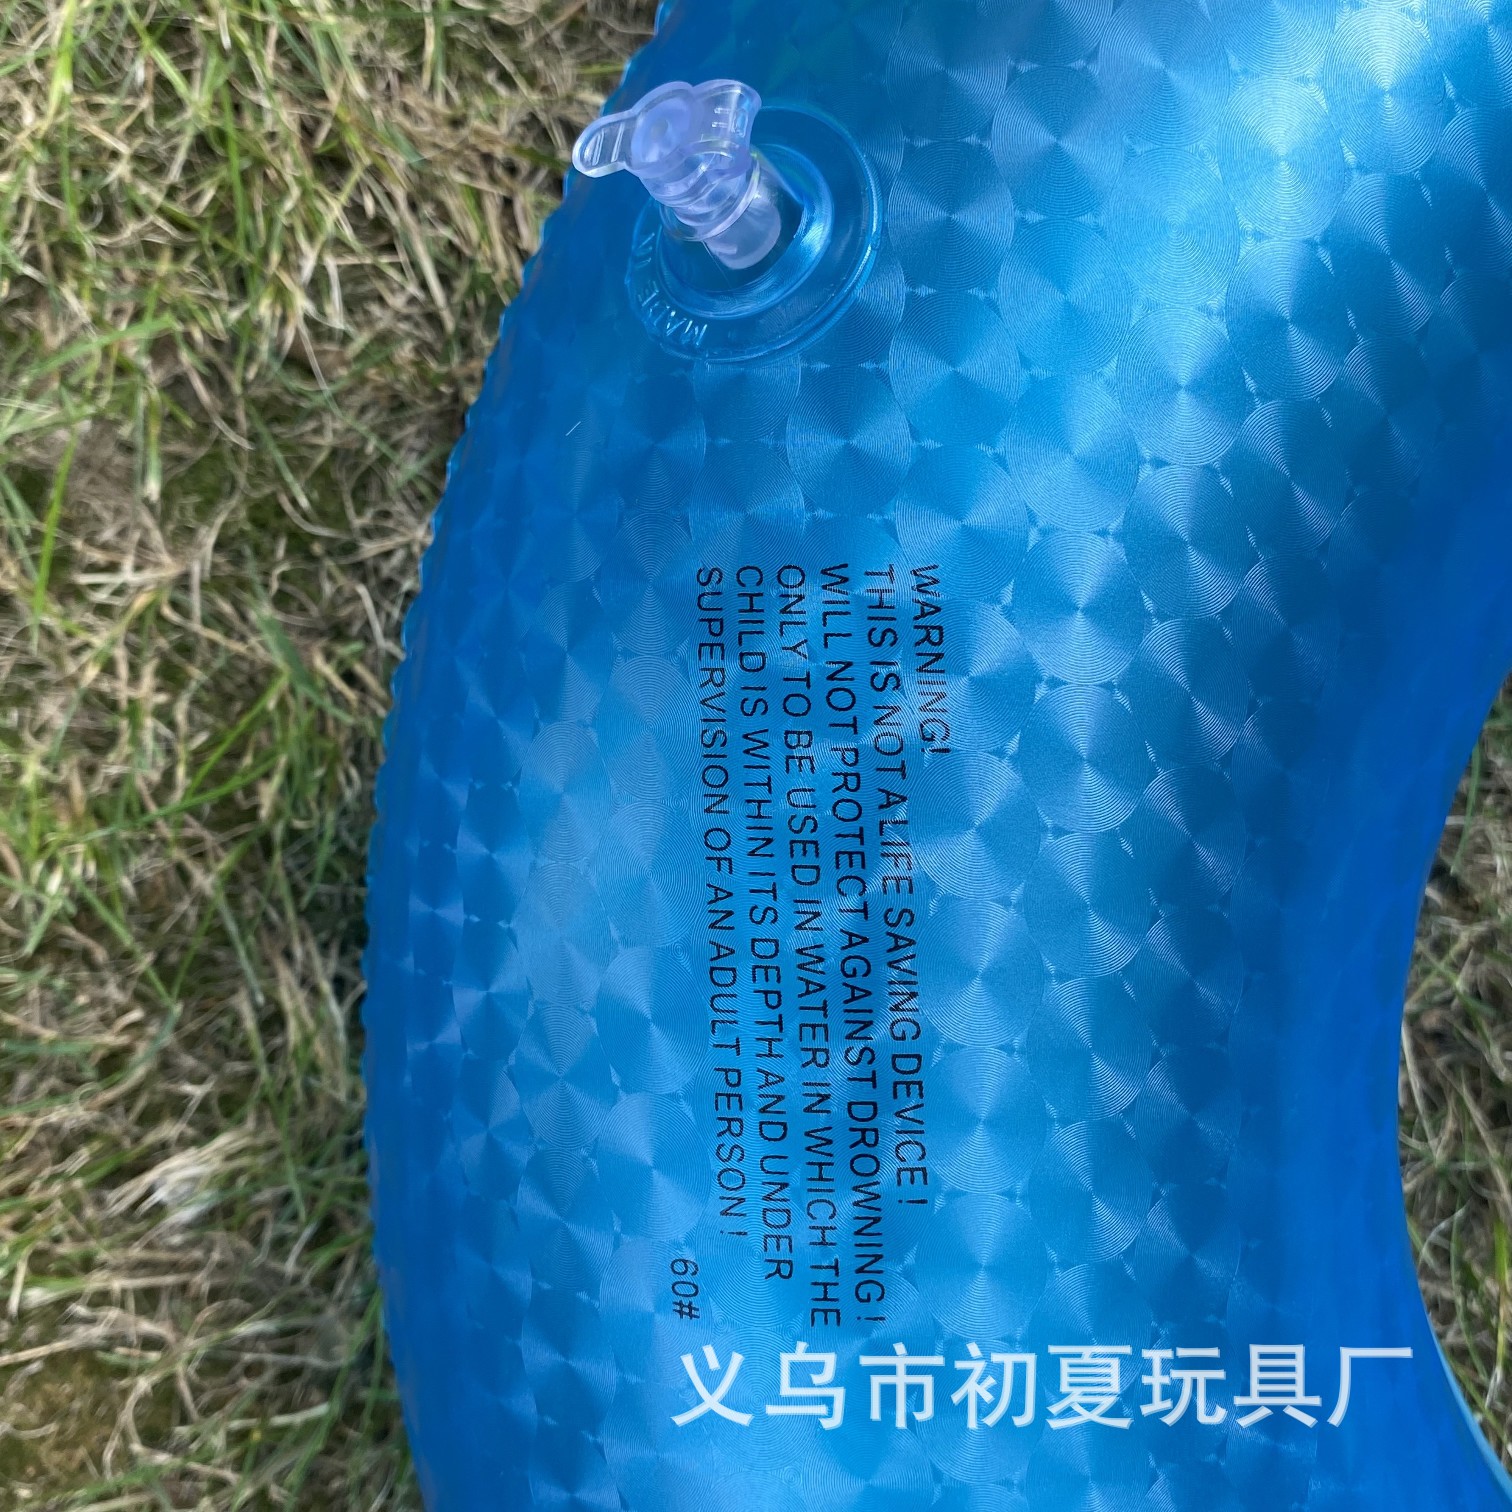 MADE IN
WARNING!
THIS IS NOT A LIFE SAVING DEVICE!
WILL NOT PROTECT AGAINST DROWNING!
ONLY TO BE USED IN WATER IN WHICH THE
CHILD IS WITHIN ITS DEPTH AND UNDER
SUPERVISION OF AN ADULT PERSON!
60#
义乌市初夏玩具厂